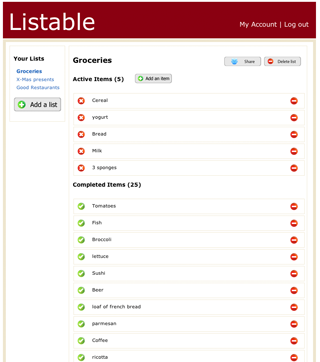 Listable
My Account | Log out
Your Lists
Groceries
X-Mas presents
Good Restaurants
Add a list
Groceries
Share
Delete list
Active Items (5)
Add an item
Cereal
yogurt
Bread
Milk
3 sponges
Completed Items (25)
Tomatoes
Fish
Broccoli
lettuce
Sushi
Beer
loaf of french bread
parmesan
Coffee
ricotta